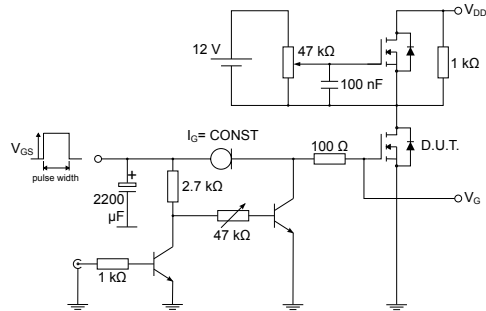 V_DD
12 V
47 kΩ
1 kΩ
100 nF
I_G= CONST
100 Ω
D.U.T.
V_GS
pulse width
+
2.7 kΩ
2200
μF
47 kΩ
V_G
1 kΩ